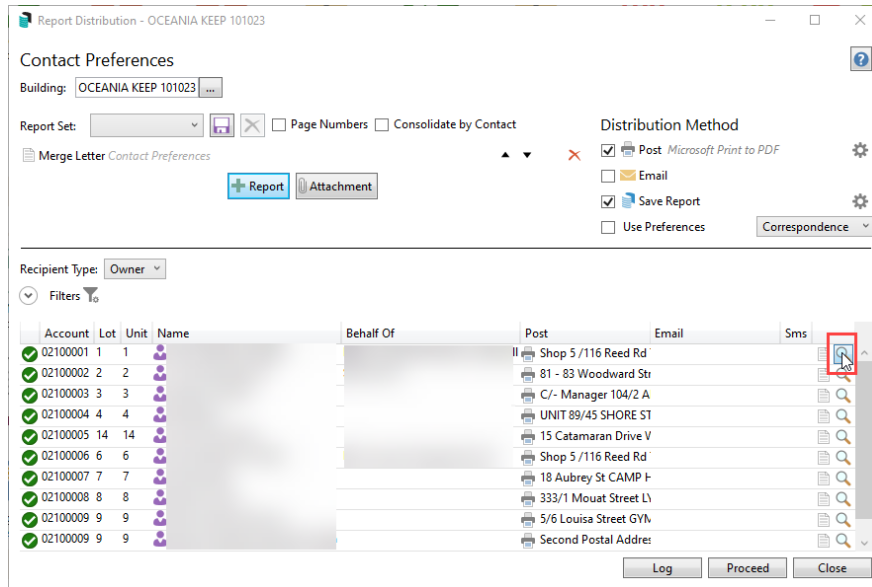 Report Distribution - OCEANIA KEEP 101023
Contact Preferences
Building: OCEANIA KEEP 101023 ...
Report Set: Page Numbers Consolidate by Contact
Merge Letter Contact Preferences
Report Attachment
Distribution Method
Post Microsoft Print to PDF
Email
Save Report
Use Preferences Correspondence
Recipient Type: Owner
Filters
Account Lot Unit Name Behalf Of Post Email Sms
02100001 1 1 Shop 5 /116 Reed Rd
02100002 2 2 81 - 83 Woodward Str
02100003 3 3 C/- Manager 104/2 A
02100004 4 4 UNIT 89/45 SHORE ST
02100005 14 14 15 Catamaran Drive
02100006 6 6 Shop 5 /116 Reed Rd
02100007 7 7 18 Aubrey St CAMP
02100008 8 8 333/1 Mouat Street
02100009 9 9 5/6 Louisa Street
02100009 9 9 Second Postal Addres
Log Proceed Close